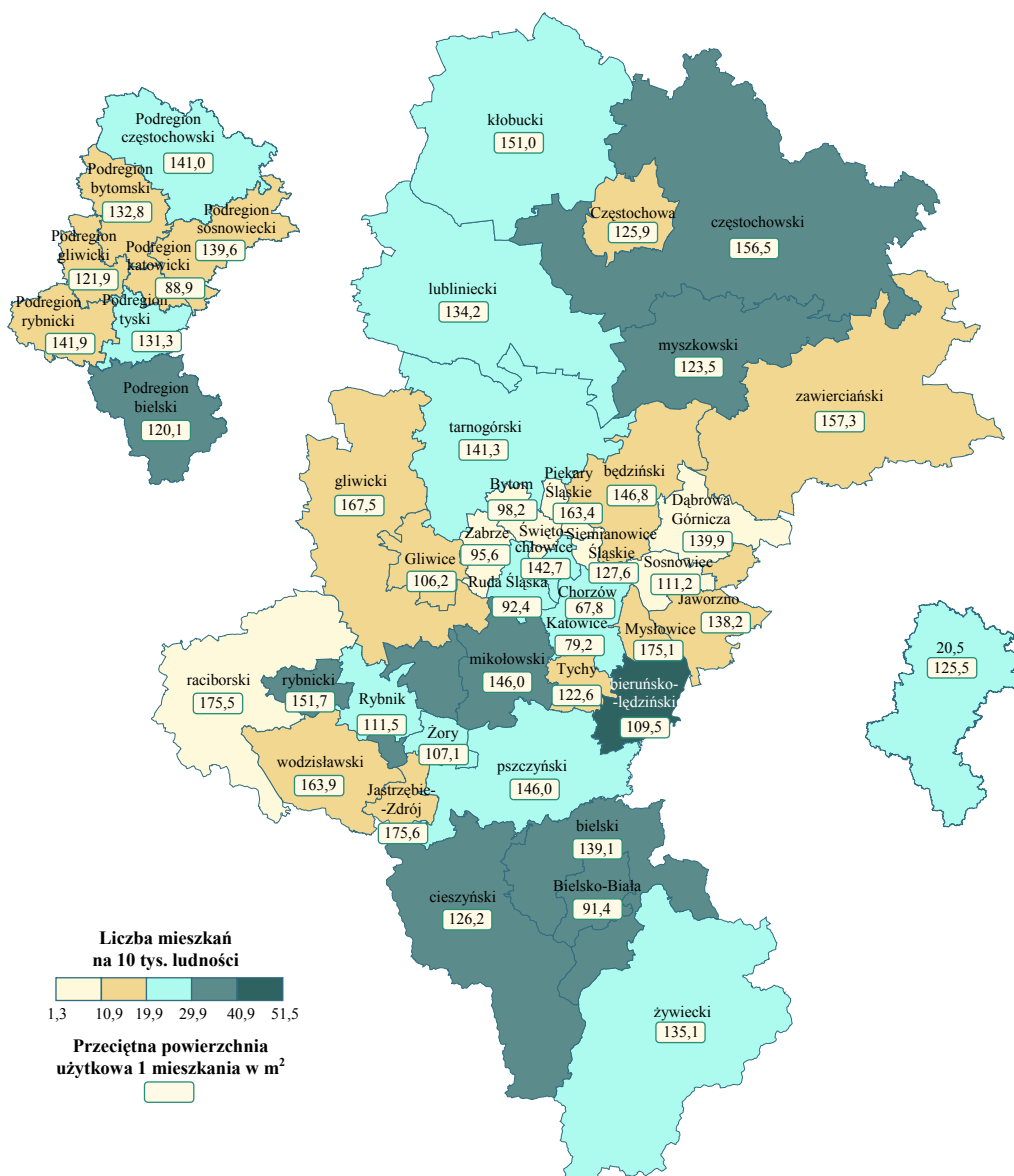 Podregion
częstochowski
141,0
Podregion
bytomski
132,8
Podregion
sosnowiecki
139,6
Podregion
gliwicki
121,9
Podregion
katowicki
88,9
Podregion
rybnicki
141,9
Podregion
tyski
131,3
Podregion
bielski
120,1
kłobucki
151,0
Częstochowa
125,9
częstochowski
156,5
lubliniecki
134,2
myszkowski
123,5
zawierciański
157,3
tarnogórski
141,3
gliwicki
167,5
Bytom
98,2
Piekary
Śląskie
163,4
będziński
146,8
Dąbrowa
Górnicza
139,9
Zabrze
95,6
Święto-
chłowice
142,7
Siemianowice
Śląskie
127,6
Sosnowiec
111,2
Gliwice
106,2
Ruda Śląska
92,4
Chorzów
67,8
Jaworzno
138,2
Katowice
79,2
Mysłowice
175,1
raciborski
175,5
rybnicki
151,7
Rybnik
111,5
mikołowski
146,0
Tychy
122,6
bieruńsko-
-lędziński
109,5
20,5
125,5
Żory
107,1
wodzisławski
163,9
Jastrzębie-
-Zdrój
175,6
pszczyński
146,0
bielski
139,1
cieszyński
126,2
Bielsko-Biała
91,4
żywiecki
135,1
Liczba mieszkań
na 10 tys. ludności
1,3 10,9 19,9 29,9 40,9 51,5
Przeciętna powierzchnia
użytkowa 1 mieszkania w m²